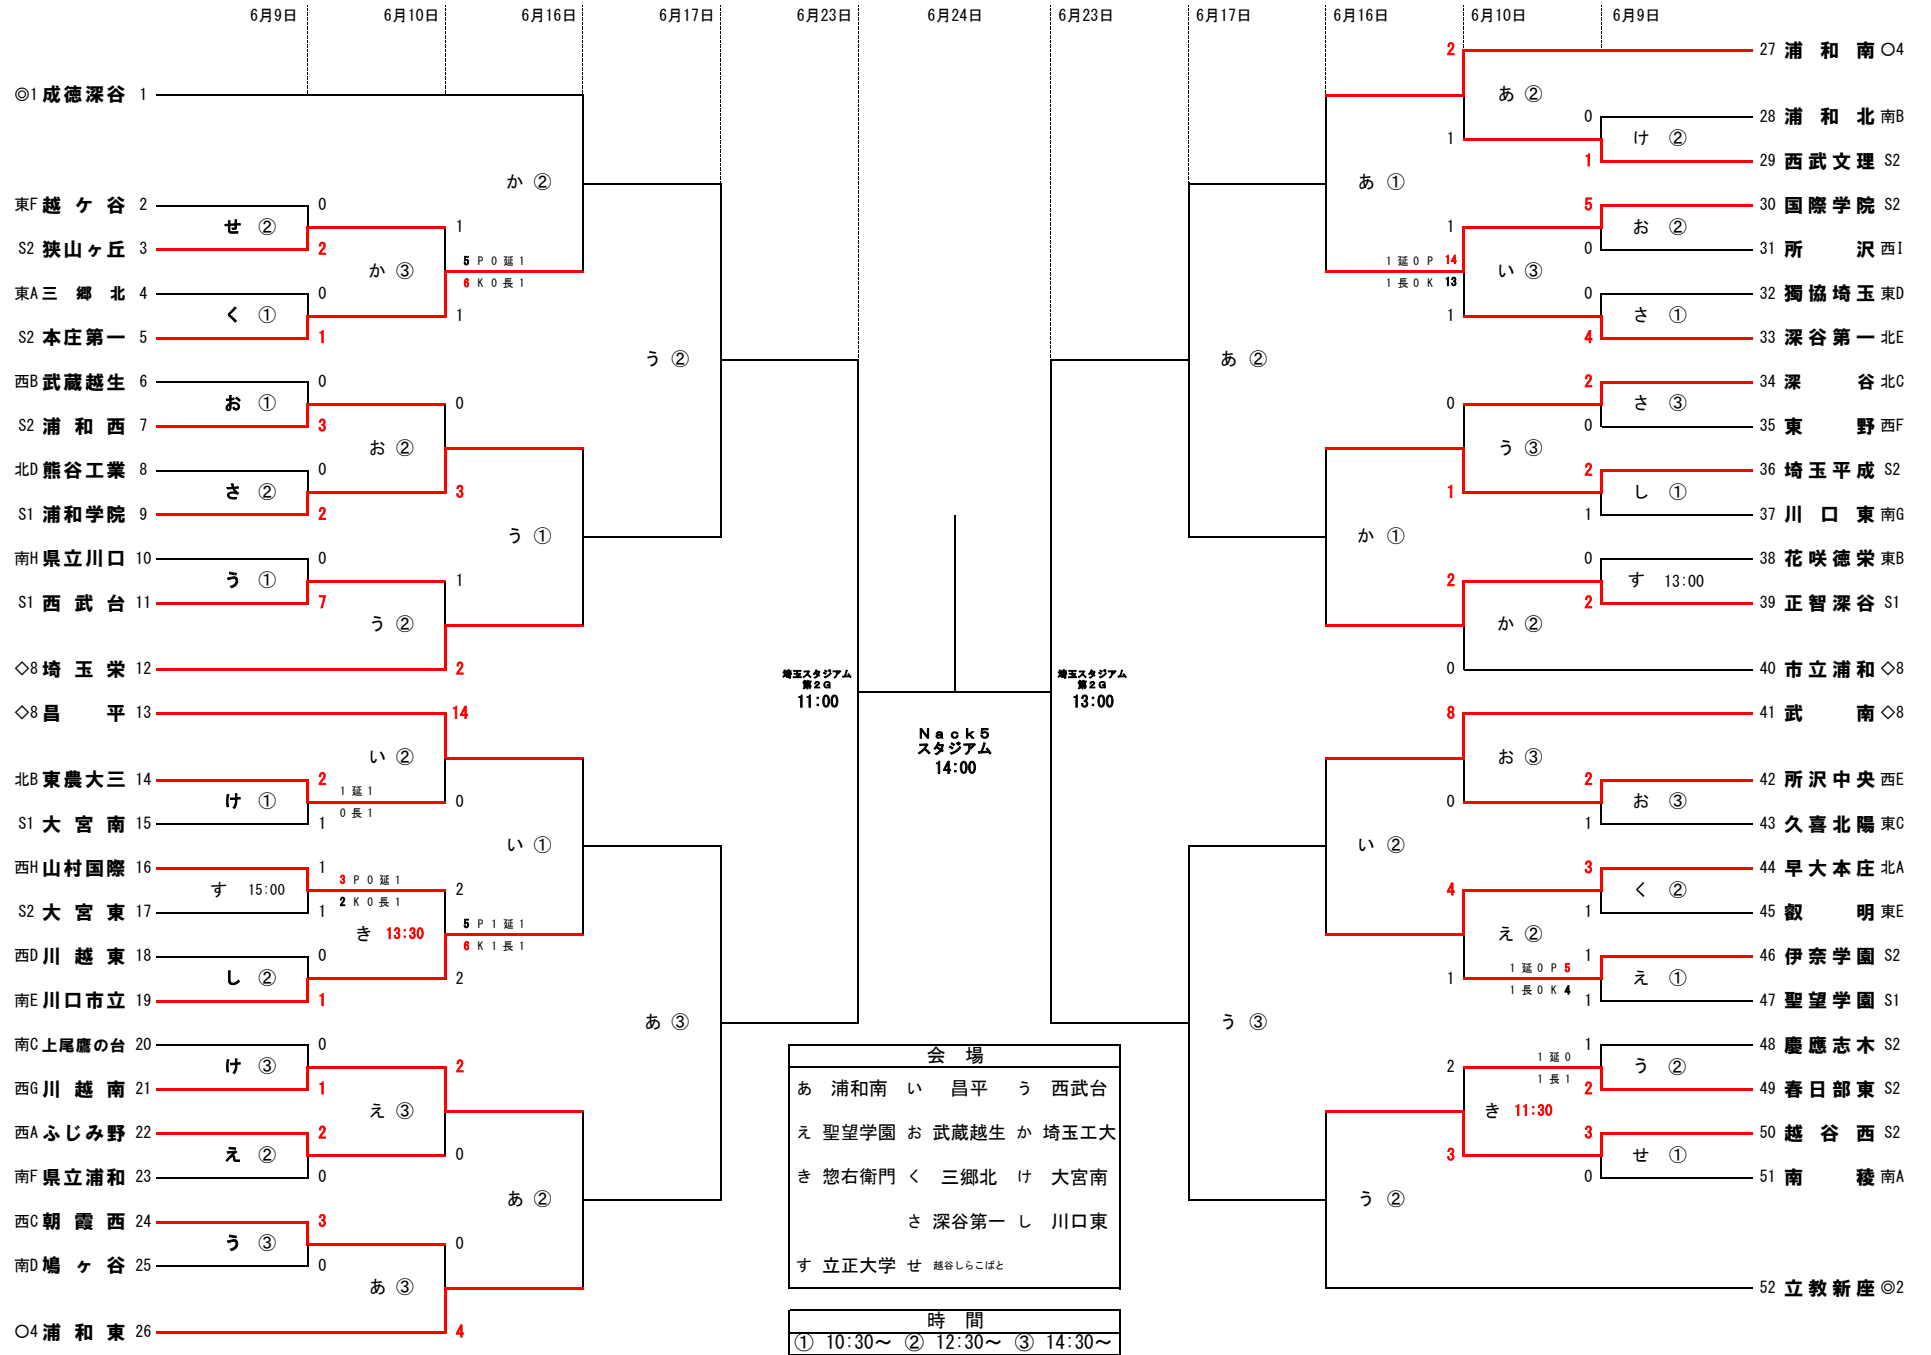 6月9日 6月10日 6月16日 6月17日 6月23日 6月24日 6月23日 6月17日 6月16日 6月10日 6月9日
◎1 成徳深谷 1
か ②
東F 越ケ谷 2 0
せ ② 1
S2 狭山ヶ丘 3 2
か ③ 5 P 0 延 1
6 K 0 長 1
東A 三郷北 4 0
く ① 1
S2 本庄第一 5 1
う ②
西B 武蔵越生 6 0
お ① 0
S2 浦和西 7 3
お ②
北D 熊谷工業 8 0
さ ② 3
S1 浦和学院 9 2
う ①
南H 県立川口 10 0
う ① 1
S1 西武台 11 7
う ②
◇8 埼玉栄 12 2
◇8 昌平 13 14
い ②
北B 東農大三 14 2
1 延 1
け ① 0
0 長 1
S1 大宮南 15 1
い ①
西H 山村国際 16 1
3 P 0 延 1
す 15:00 2
2 K 0 長 1
S2 大宮東 17 1
き 13:30 5 P 1 延 1
6 K 1 長 1
西D 川越東 18 0
し ② 2
南E 川口市立 19 1
あ ③
南C 上尾鷹の台 20 0
け ③ 2
西G 川越南 21 1
え ③
西A ふじみ野 22 2
え ② 0
南F 県立浦和 23 0
あ ②
西C 朝霞西 24 3
う ③ 0
南D 鳩ヶ谷 25 0
あ ③
○4 浦和東 26 4
埼玉スタジアム
第2G
11:00
Nack5
スタジアム
14:00
埼玉スタジアム
第2G
13:00
2 27 浦和南 ○4
あ ②
0 28 浦和北 南B
1 け ②
1 29 西武文理 S2
あ ①
5 30 国際学院 S2
1 お ②
0 31 所沢 西I
1 延 0 P 14 い ③
1 長 0 K 13
0 32 獨協埼玉 東D
1 さ ①
4 33 深谷第一 北E
あ ②
2 34 深谷 北C
0 さ ③
0 35 東野 西F
う ③
2 36 埼玉平成 S2
1 し ①
1 37 川口東 南G
か ①
0 38 花咲徳栄 東B
2 す 13:00
2 39 正智深谷 S1
か ②
0 40 市立浦和 ◇8
8 41 武南 ◇8
お ③
2 42 所沢中央 西E
0 お ③
1 43 久喜北陽 東C
い ②
3 44 早大本庄 北A
4 く ②
1 45 叡明 東E
え ②
1 46 伊奈学園 S2
1 延 0 P 5
1 え ①
1 長 0 K 4
1 47 聖望学園 S1
う ③
1 48 慶應志木 S2
1 延 0
2 う ②
1 長 1
2 49 春日部東 S2
き 11:30
3 50 越谷西 S2
3 せ ①
0 51 南稜 南A
う ②
52 立教新座 ◎2
会場
あ 浦和南 い 昌平 う 西武台
え 聖望学園 お 武蔵越生 か 埼玉工大
き 惣右衛門 く 三郷北 け 大宮南
さ 深谷第一 し 川口東
す 立正大学 せ 越谷しらこばと
時間
① 10:30～ ② 12:30～ ③ 14:30～